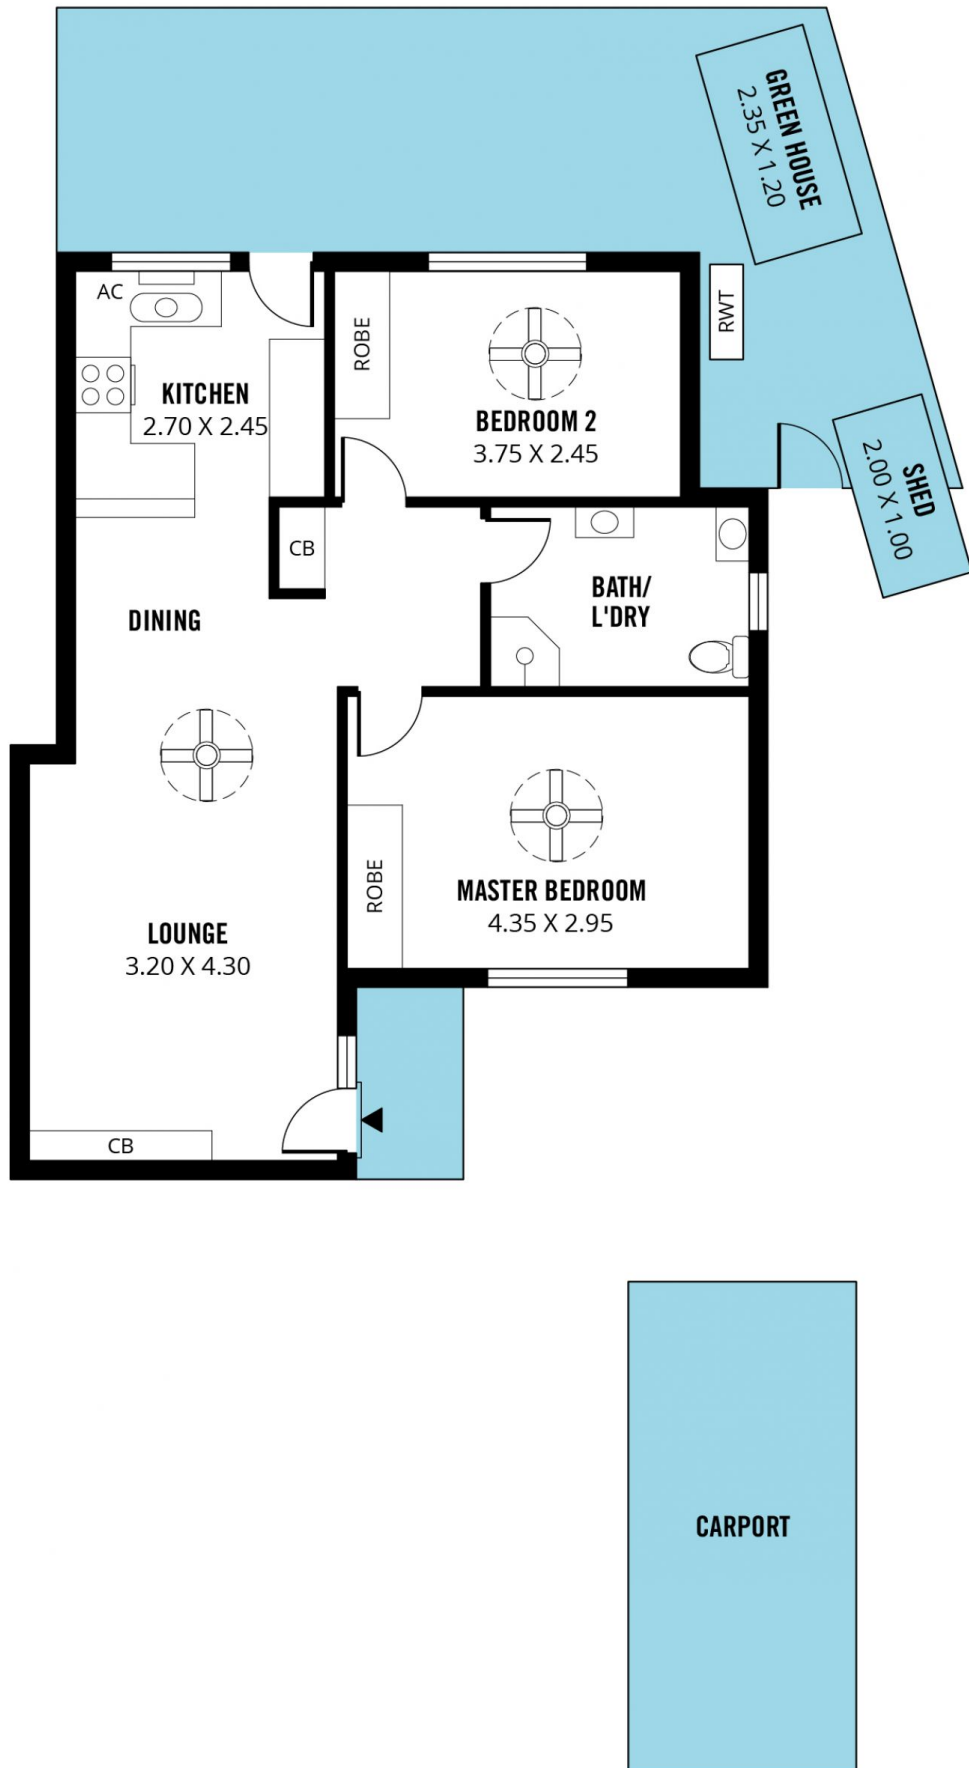 GREEN HOUSE
2.35 X 1.20
AC
ROBE
RWT
KITCHEN
2.70 X 2.45
BEDROOM 2
3.75 X 2.45
SHED
2.00 X 1.00
CB
BATH/
L'DRY
DINING
ROBE
MASTER BEDROOM
4.35 X 2.95
LOUNGE
3.20 X 4.30
CB
CARPORT